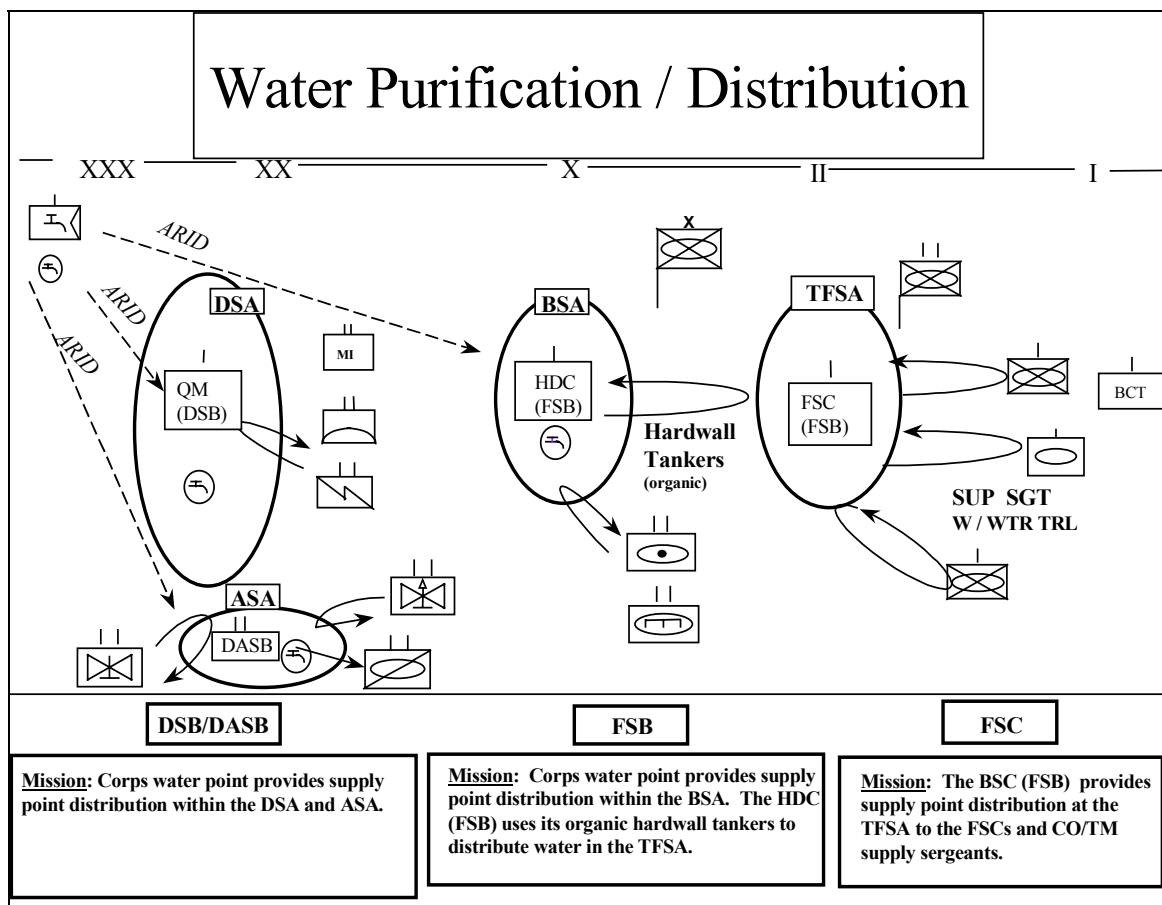 Water Purification / Distribution
XXX XX X II I
ARID
ARID
ARID
X
DSA
BSA
TFSA
MI
QM
(DSB)
HDC
(FSB)
FSC
(FSB)
BCT
Hardwall
Tankers
(organic)
SUP SGT
W / WTR TRL
ASA
DASB
DSB/DASB
Mission: Corps water point provides supply
point distribution within the DSA and ASA.
FSB
Mission: Corps water point provides supply
point distribution within the BSA. The HDC
(FSB) uses its organic hardwall tankers to
distribute water in the TFSA.
FSC
Mission: The BSC (FSB) provides
supply point distribution at the
TFSA to the FSCs and CO/TM
supply sergeants.